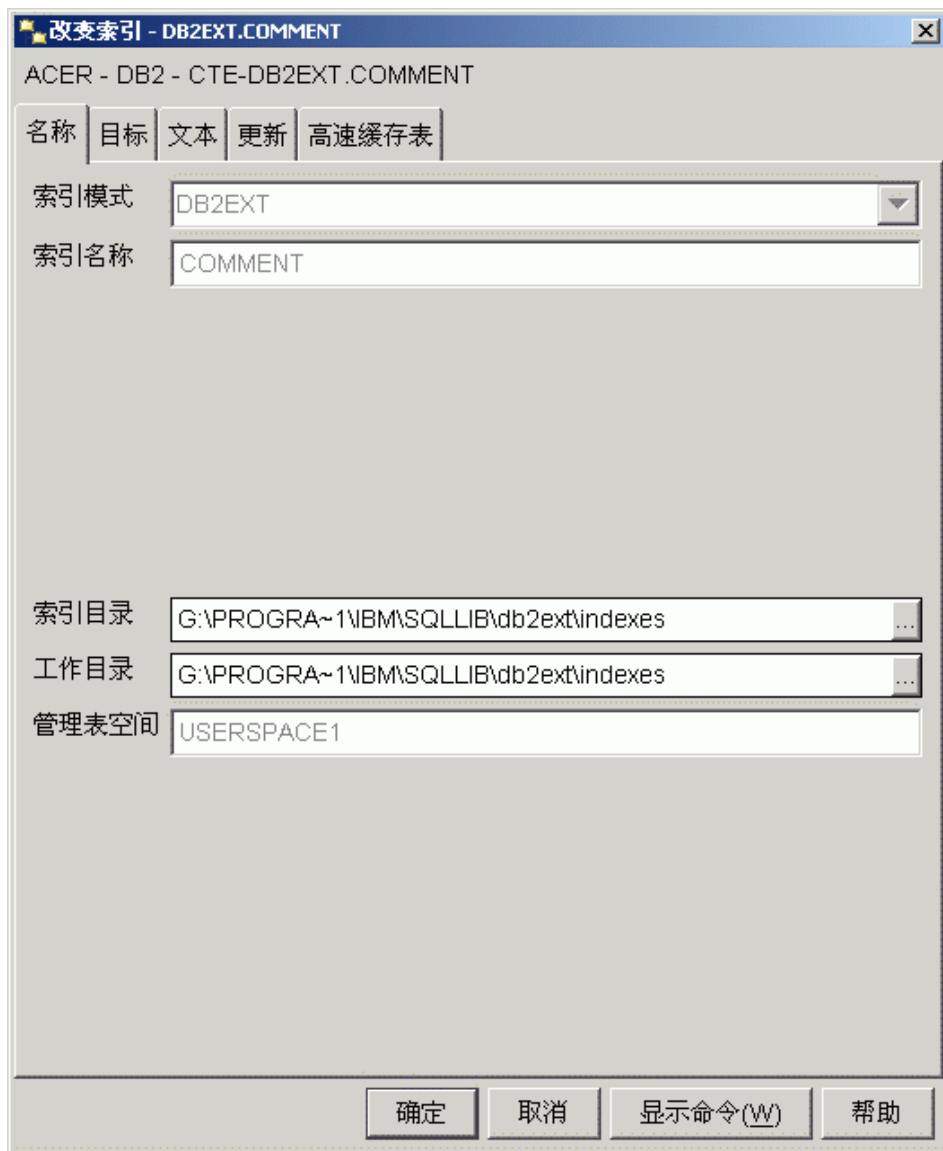 改变索引 - DB2EXT.COMMENT
ACER - DB2 - CTE-DB2EXT.COMMENT
名称 目标 文本 更新 高速缓存表
索引模式 DB2EXT
索引名称 COMMENT
索引目录 G:\PROGRA~1\IBM\SQLLIB\db2ext\indexes ...
工作目录 G:\PROGRA~1\IBM\SQLLIB\db2ext\indexes ...
管理表空间 USERSPACE1
确定 取消 显示命令(W) 帮助